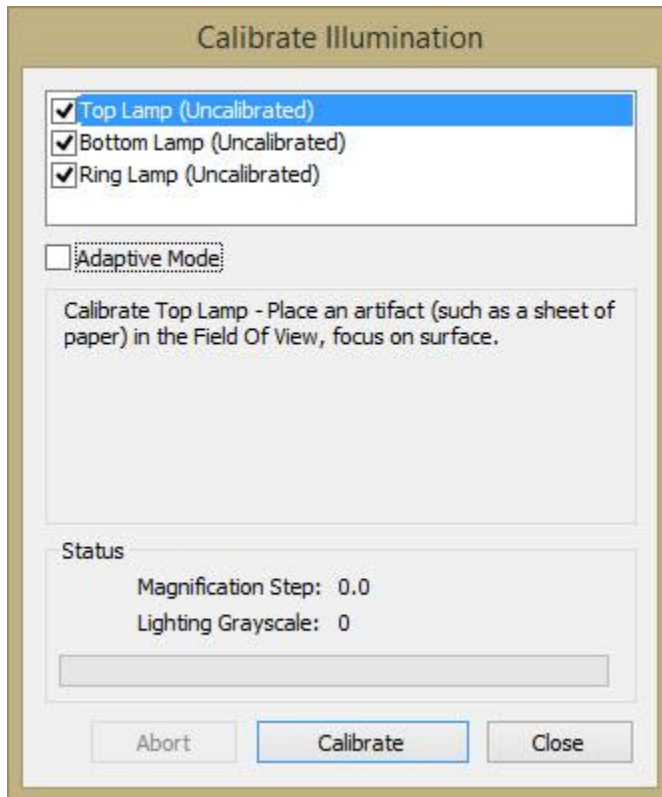 Calibrate Illumination
Top Lamp (Uncalibrated)
Bottom Lamp (Uncalibrated)
Ring Lamp (Uncalibrated)
Adaptive Mode
Calibrate Top Lamp - Place an artifact (such as a sheet of
paper) in the Field Of View, focus on surface.
Status
Magnification Step: 0.0
Lighting Grayscale: 0
Abort Calibrate Close